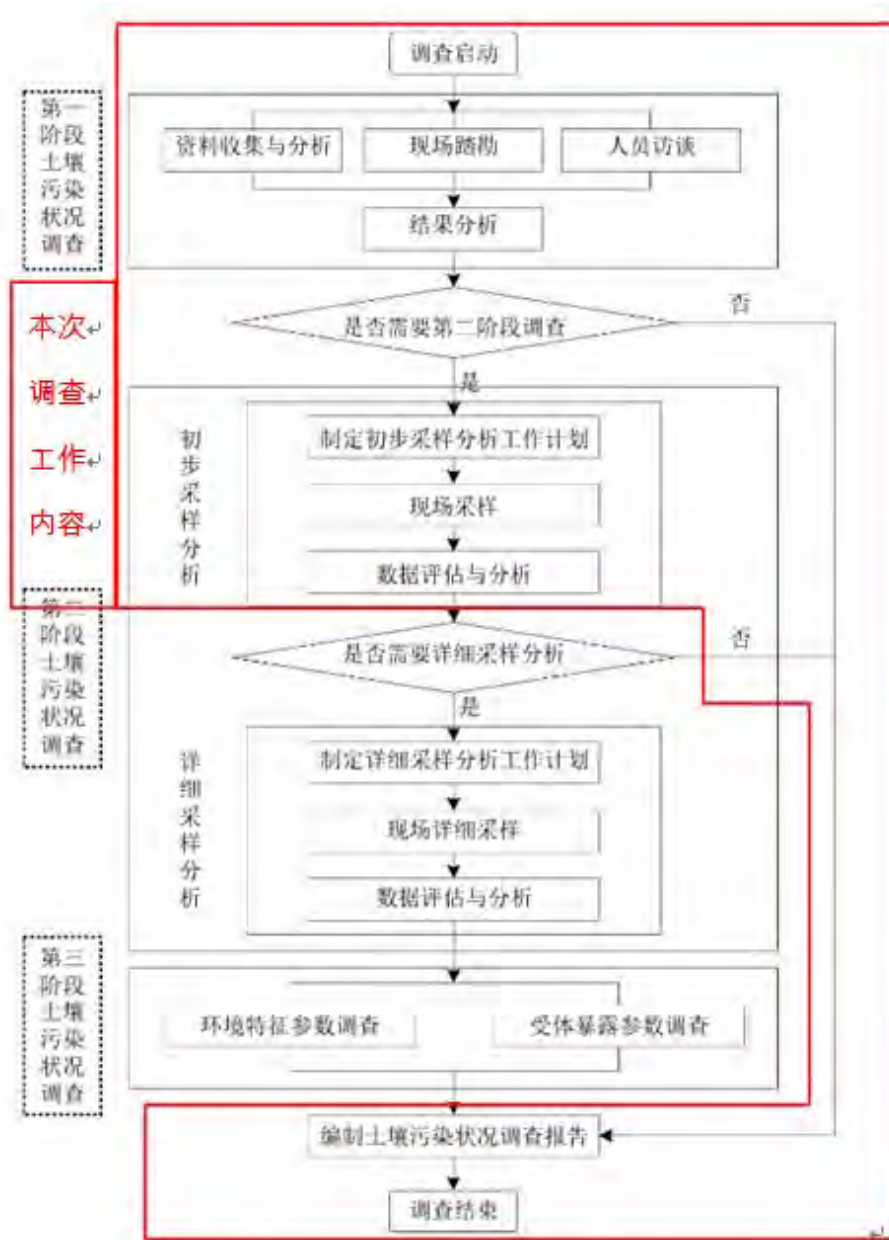 调查启动
第一
阶段
土壤
污染
状况
调查
资料收集与分析
现场踏勘
人员访谈
结果分析
本次
调查
工作
内容
是否需要第二阶段调查
否
是
初步采样分析
制定初步采样分析工作计划
现场采样
数据评估与分析
第二
阶段
土壤
污染
状况
调查
是否需要详细采样分析
否
是
详细采样分析
制定详细采样分析工作计划
现场详细采样
数据评估与分析
第三
阶段
土壤
污染
状况
调查
环境特征参数调查
受体暴露参数调查
编制土壤污染状况调查报告
调查结束